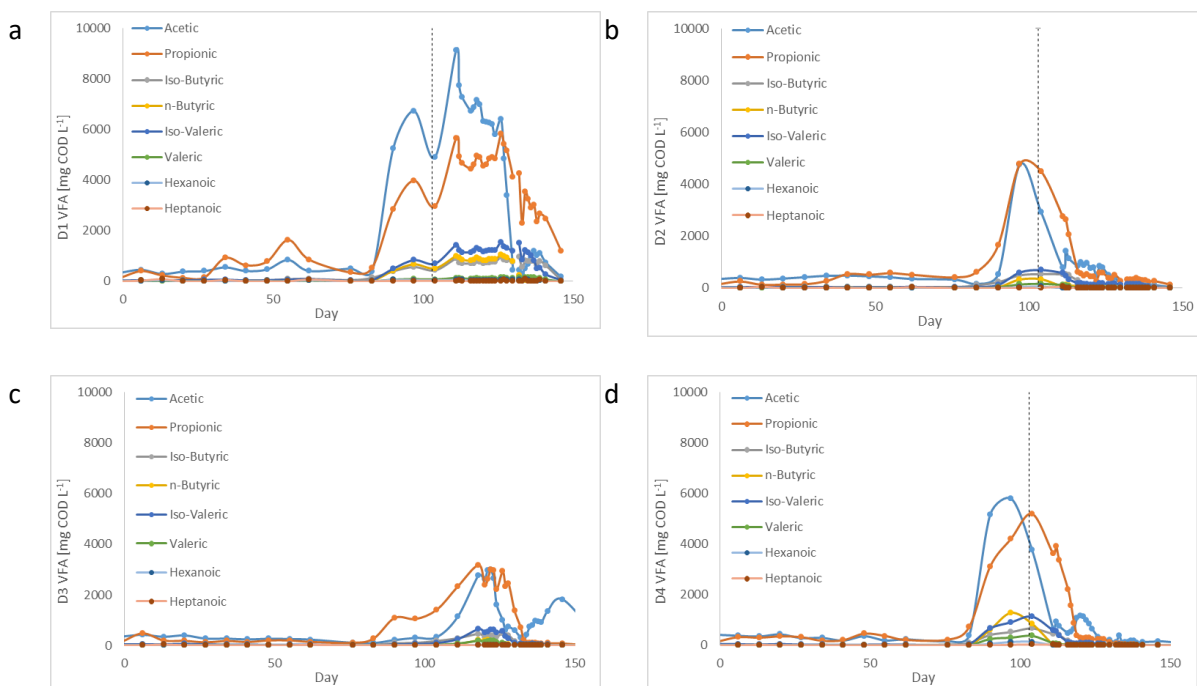 a
D1 VFA [mg COD L-1]
10000
8000
6000
4000
2000
0
Acetic
Propionic
Iso-Butyric
n-Butyric
Iso-Valeric
Valeric
Hexanoic
Heptanoic
0 50 100 150
Day
b
D2 VFA [mg COD L-1]
10000
8000
6000
4000
2000
0
Acetic
Propionic
Iso-Butyric
n-Butyric
Iso-Valeric
Valeric
Hexanoic
Heptanoic
0 50 100 150
Day
c
D3 VFA [mg COD L-1]
10000
8000
6000
4000
2000
0
Acetic
Propionic
Iso-Butyric
n-Butyric
Iso-Valeric
Valeric
Hexanoic
Heptanoic
0 50 100 150
Day
d
D4 VFA [mg COD L-1]
10000
8000
6000
4000
2000
0
Acetic
Propionic
Iso-Butyric
n-Butyric
Iso-Valeric
Valeric
Hexanoic
Heptanoic
0 50 100 150
Day